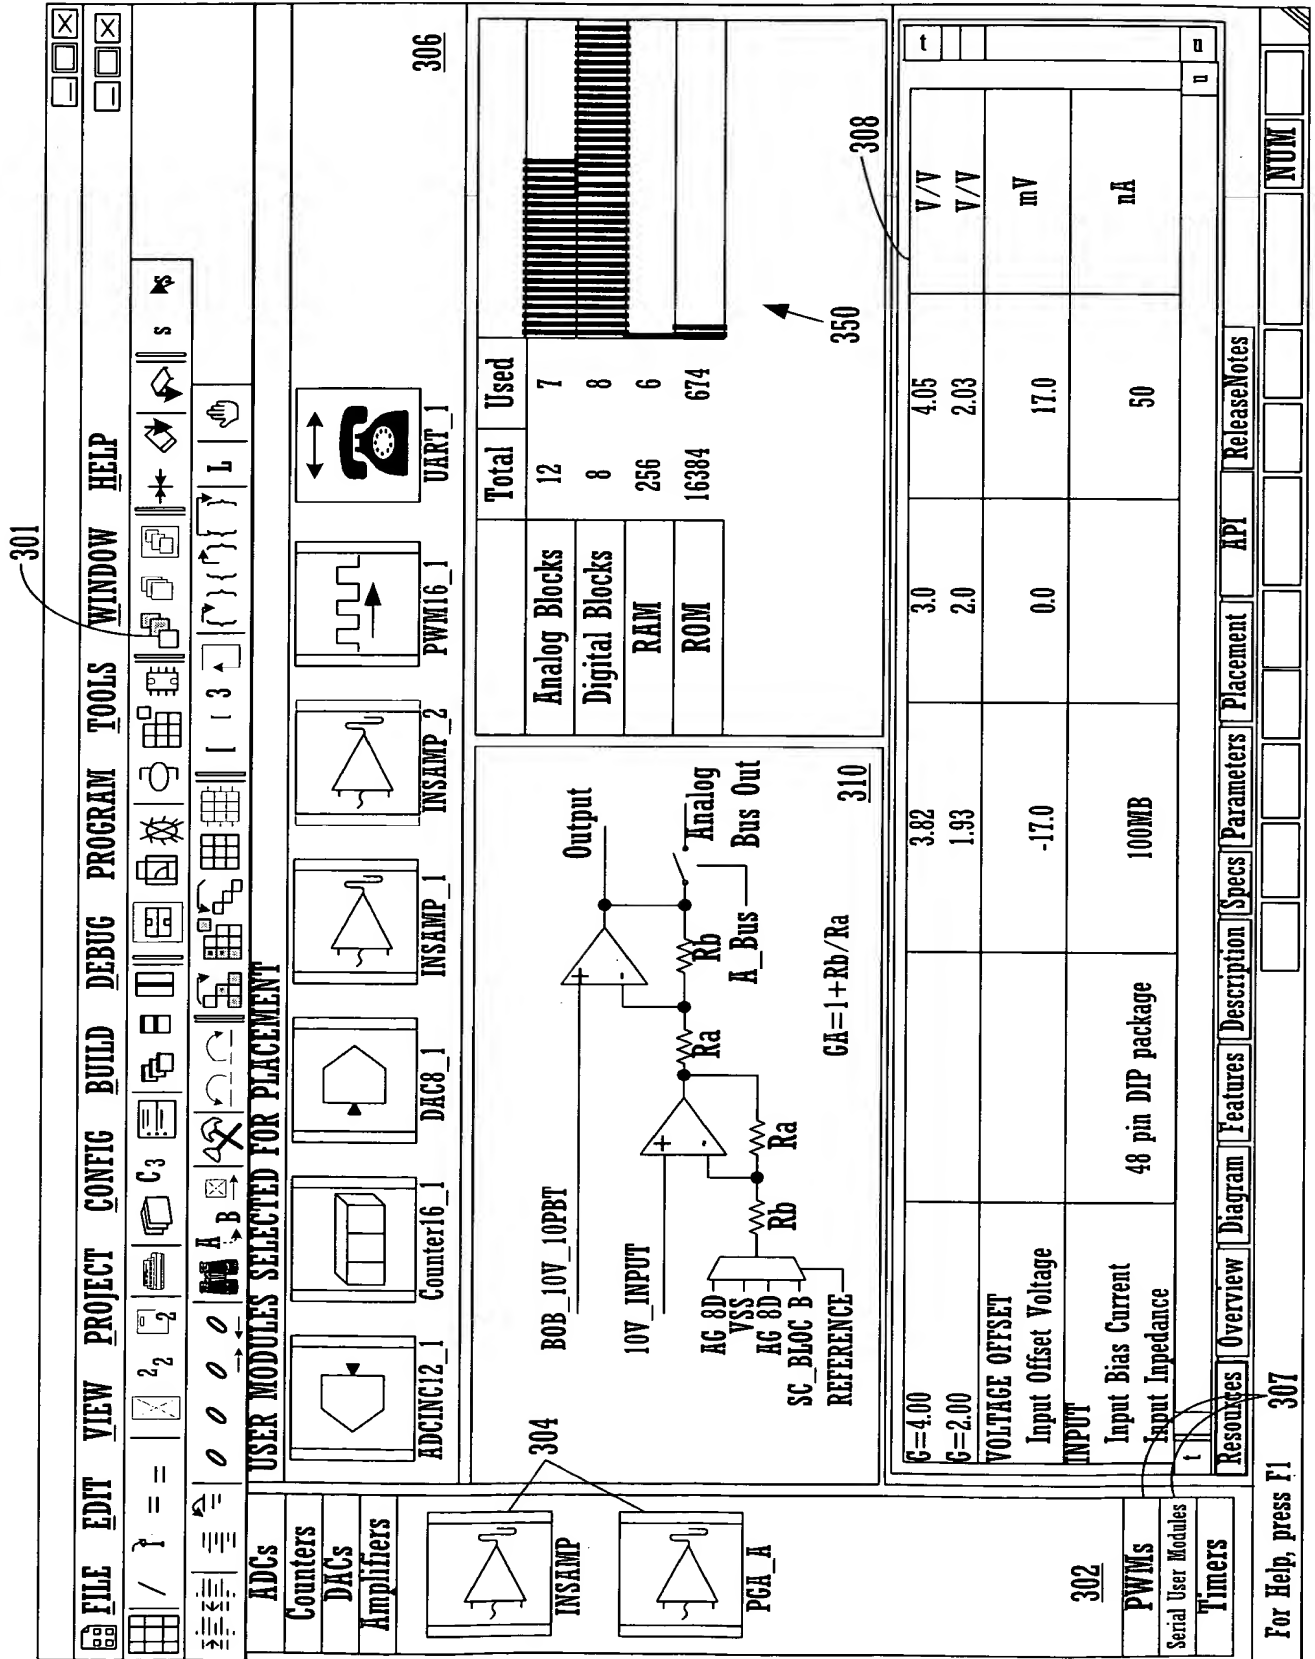 301
FILE EDIT VIEW PROJECT CONFIG BUILD DEBUG PROGRAM TOOLS WINDOW HELP
C3
A
B
L
ADCs
Counters
DACs
Amplifiers
304
INSAMP
PGA_A
302
PWMs
Serial User Modules
Timers
USER MODULES SELECTED FOR PLACEMENT
ADCINC12_1
Counter16_1
DAC8_1
INSAMP_1
INSAMP_2
PWM16_1
UART_1
306
BOB_10V_10PBT
10V_INPUT
AG 8D
VSS
AG 8D
SC_BLOC B
REFERENCE
Rb
Ra
Ra
Rb
Output
Analog
Bus Out
A_Bus
GA=1+Rb/Ra
310
Total Used
Analog Blocks 12 7
Digital Blocks 8 8
RAM 256 6
ROM 16384 674
350
308
G=4.00 3.82 3.0 4.05 V/V
G=2.00 1.93 2.0 2.03 V/V
VOLTAGE OFFSET
Input Offset Voltage -17.0 0.0 17.0 mV
INPUT
Input Bias Current 48 pin DIP package 100MB 50 nA
Input Inpedance
t
u
u
t
Resources Overview Diagram Features Description Specs Parameters Placement API ReleaseNotes
307
For Help, press F1 NUM